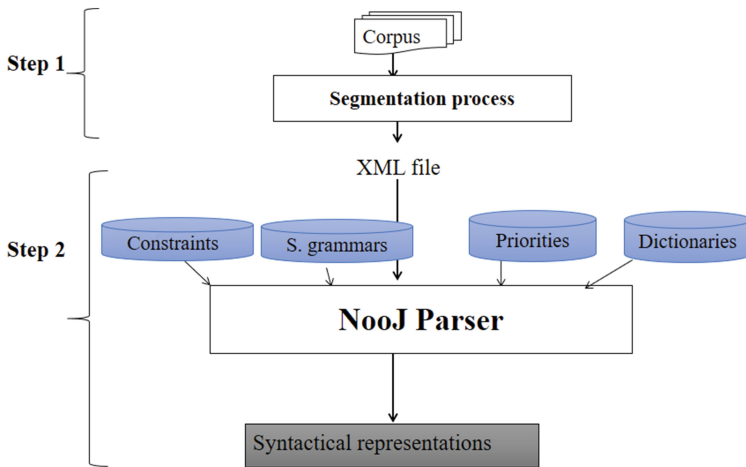 Corpus
Step 1
Segmentation process
XML file
Constraints
S. grammars
Priorities
Dictionaries
Step 2
NooJ Parser
Syntactical representations